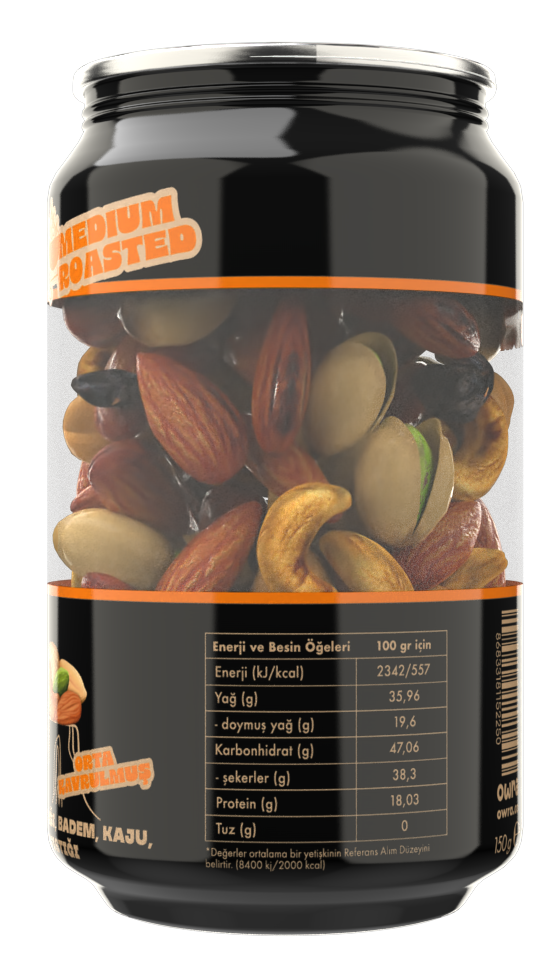 MEDIUM
ROASTED
Enerji ve Besin Öğeleri 100 gr için
Enerji (kJ/kcal) 2342/557
Yağ (g) 35,96
- doymuş yağ (g) 19,6
Karbonhidrat (g) 47,06
- şekerler (g) 38,3
Protein (g) 18,03
Tuz (g) 0
*Değerler ortalama bir yetişkinin Referans Alım Düzeyini
belirtir. (8400 kj/2000 kcal)
ORTA
KAVRULMUŞ
BADEM, KAJU,
150g